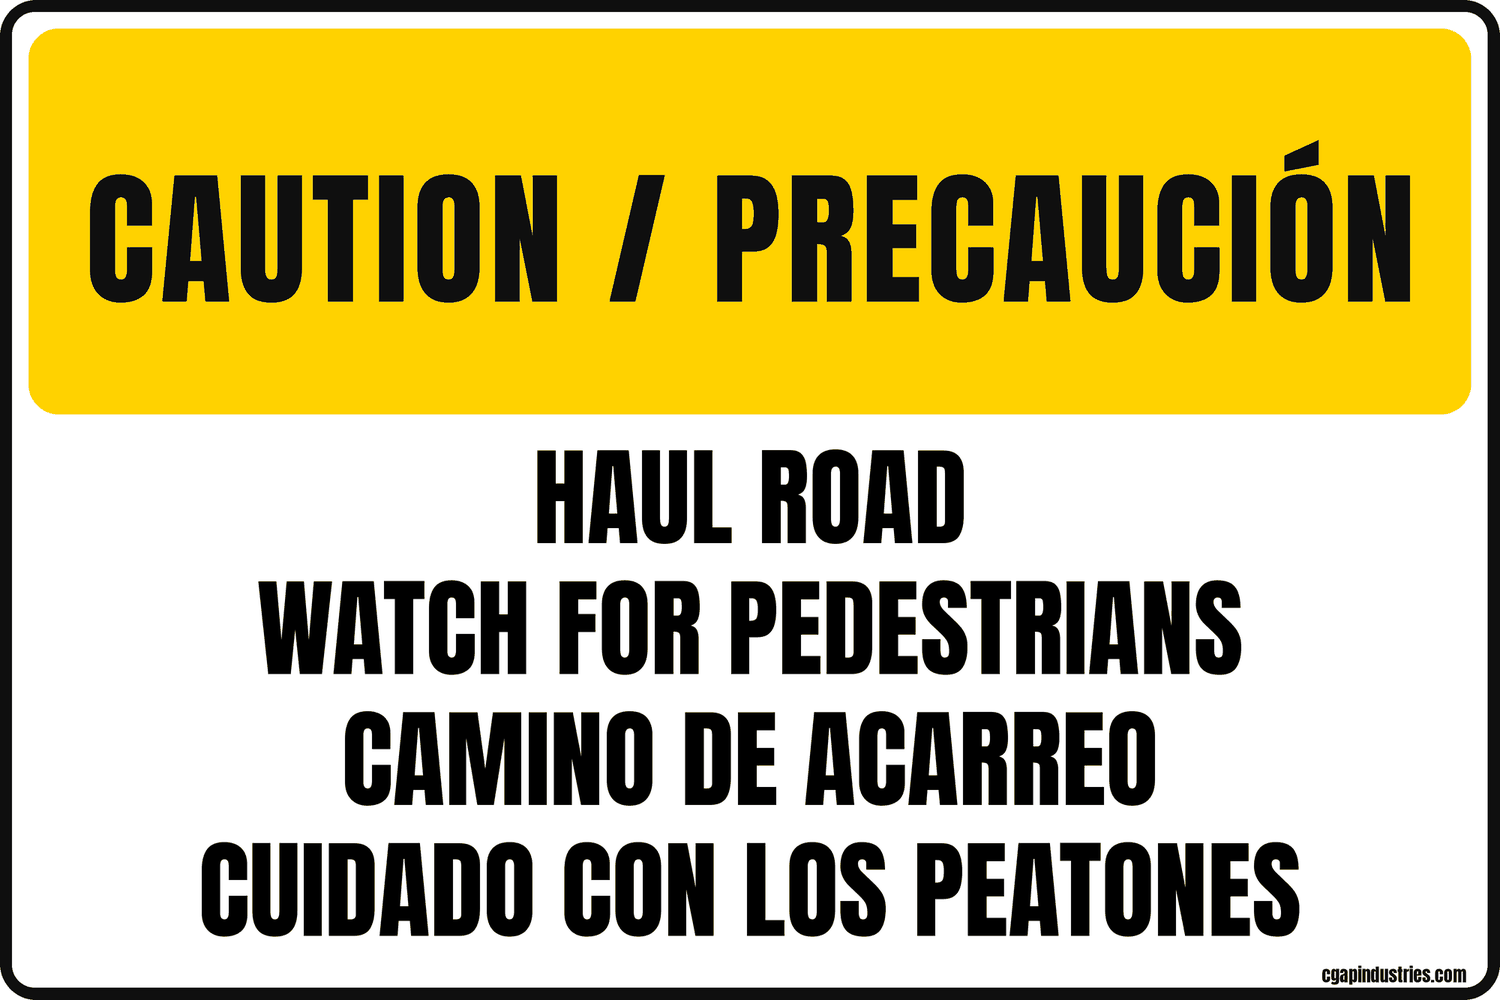 CAUTION / PRECAUCIÓN
HAUL ROAD
WATCH FOR PEDESTRIANS
CAMINO DE ACARREO
CUIDADO CON LOS PEATONES
cgapindustries.com